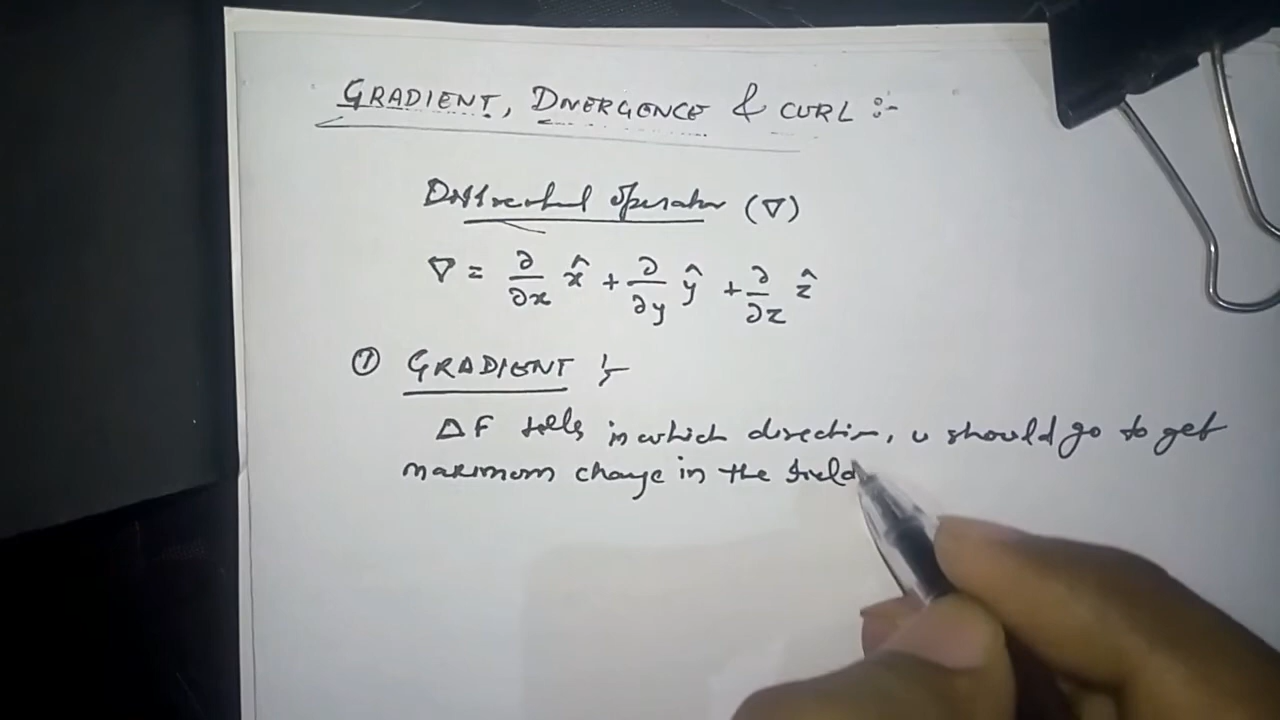 GRADIENT, DIVERGENCE & CURL :-
Differential operator (∇)
∇ = ∂/∂x x̂ + ∂/∂y ŷ + ∂/∂z ẑ
① GRADIENT :-
ΔF tells in which direction, u should go to get
maximum change in the field